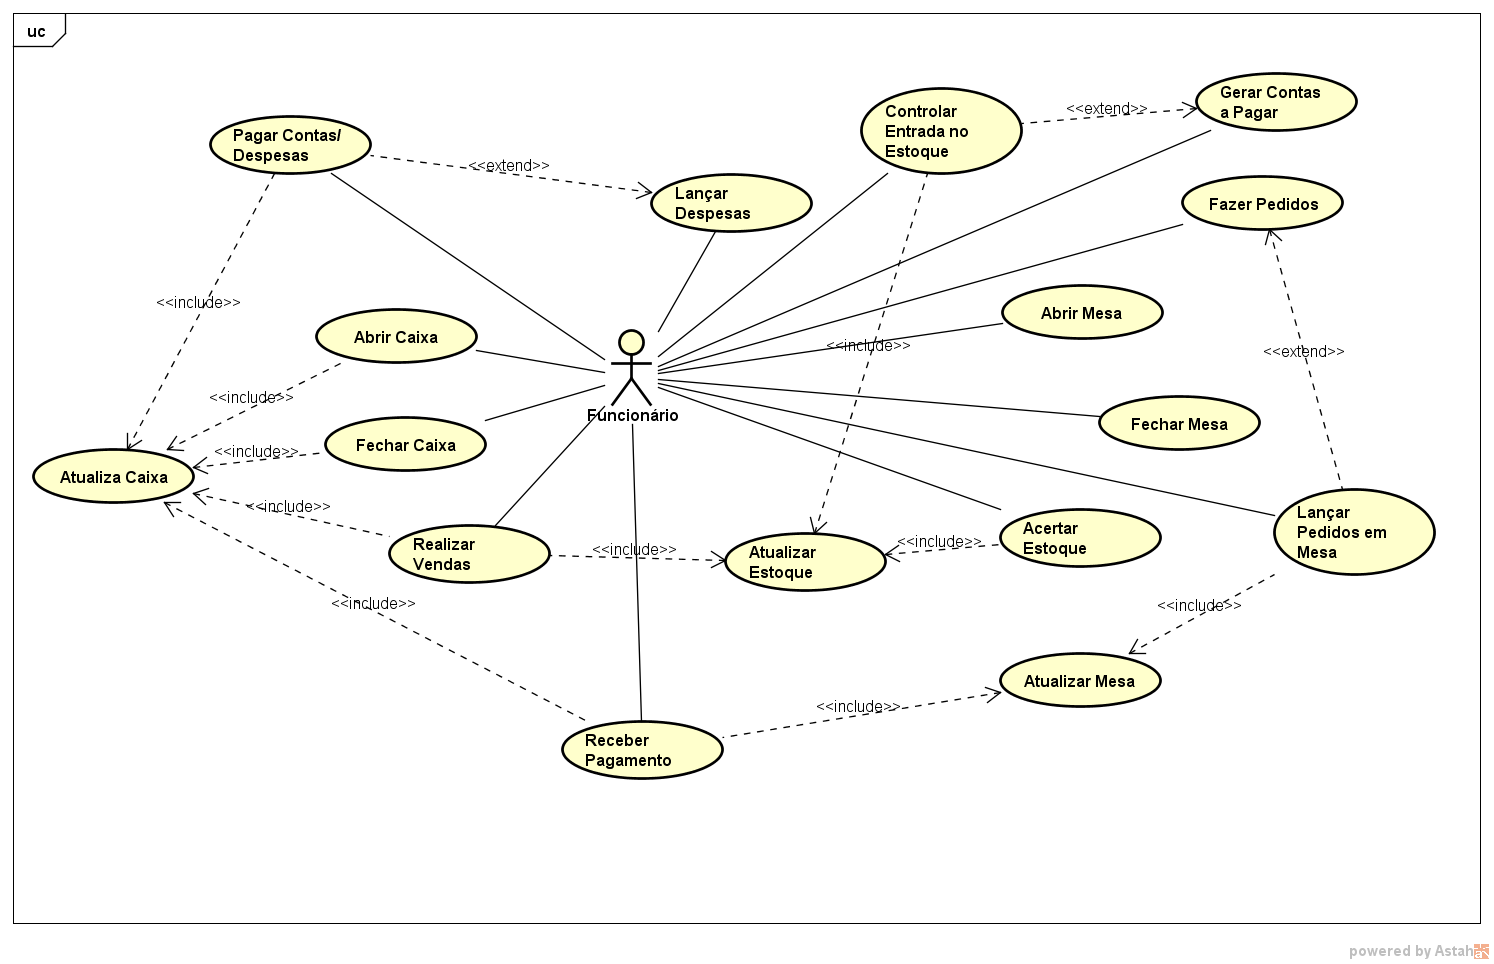 uc
Gerar Contas
a Pagar
Controlar
Entrada no
Estoque
<<extend>>
Pagar Contas/
Despesas
<<extend>>
Lançar
Despesas
Fazer Pedidos
<<include>>
Abrir Mesa
Abrir Caixa
<<include>>
<<extend>>
<<include>>
Funcionário
Fechar Mesa
Fechar Caixa
<<include>>
Atualiza Caixa
<<include>>
Lançar
Pedidos em
Mesa
Realizar
Vendas
<<include>>
Atualizar
Estoque
<<include>>
Acertar
Estoque
<<include>>
<<include>>
Atualizar Mesa
<<include>>
Receber
Pagamento
powered by Astah